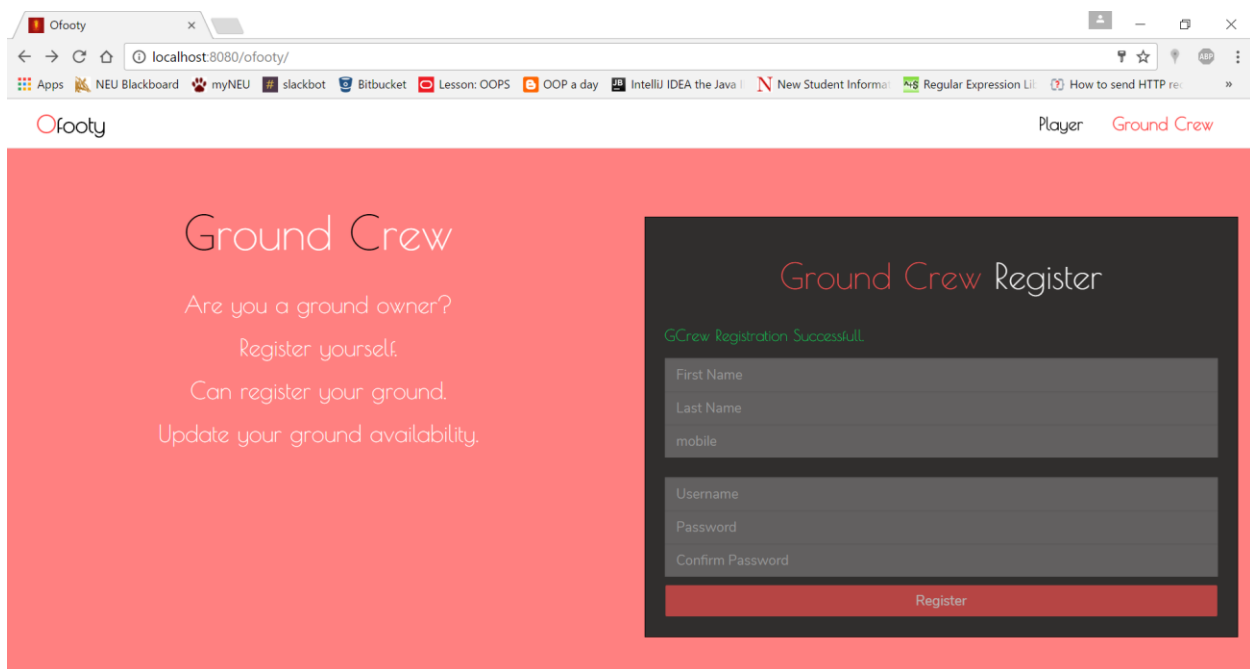 Ofooty
localhost:8080/ofooty/
ABP
Apps NEU Blackboard myNEU # slackbot Bitbucket Lesson: OOPS OOP a day IntelliJ IDEA the Java New Student Informa Regular Expression Li How to send HTTP re »
Ofooty Player Ground Crew
Ground Crew
Are you a ground owner?
Register yourself.
Can register your ground.
Update your ground availability.
Ground Crew Register
GCrew Registration Successfull.
First Name
Last Name
mobile
Username
Password
Confirm Password
Register